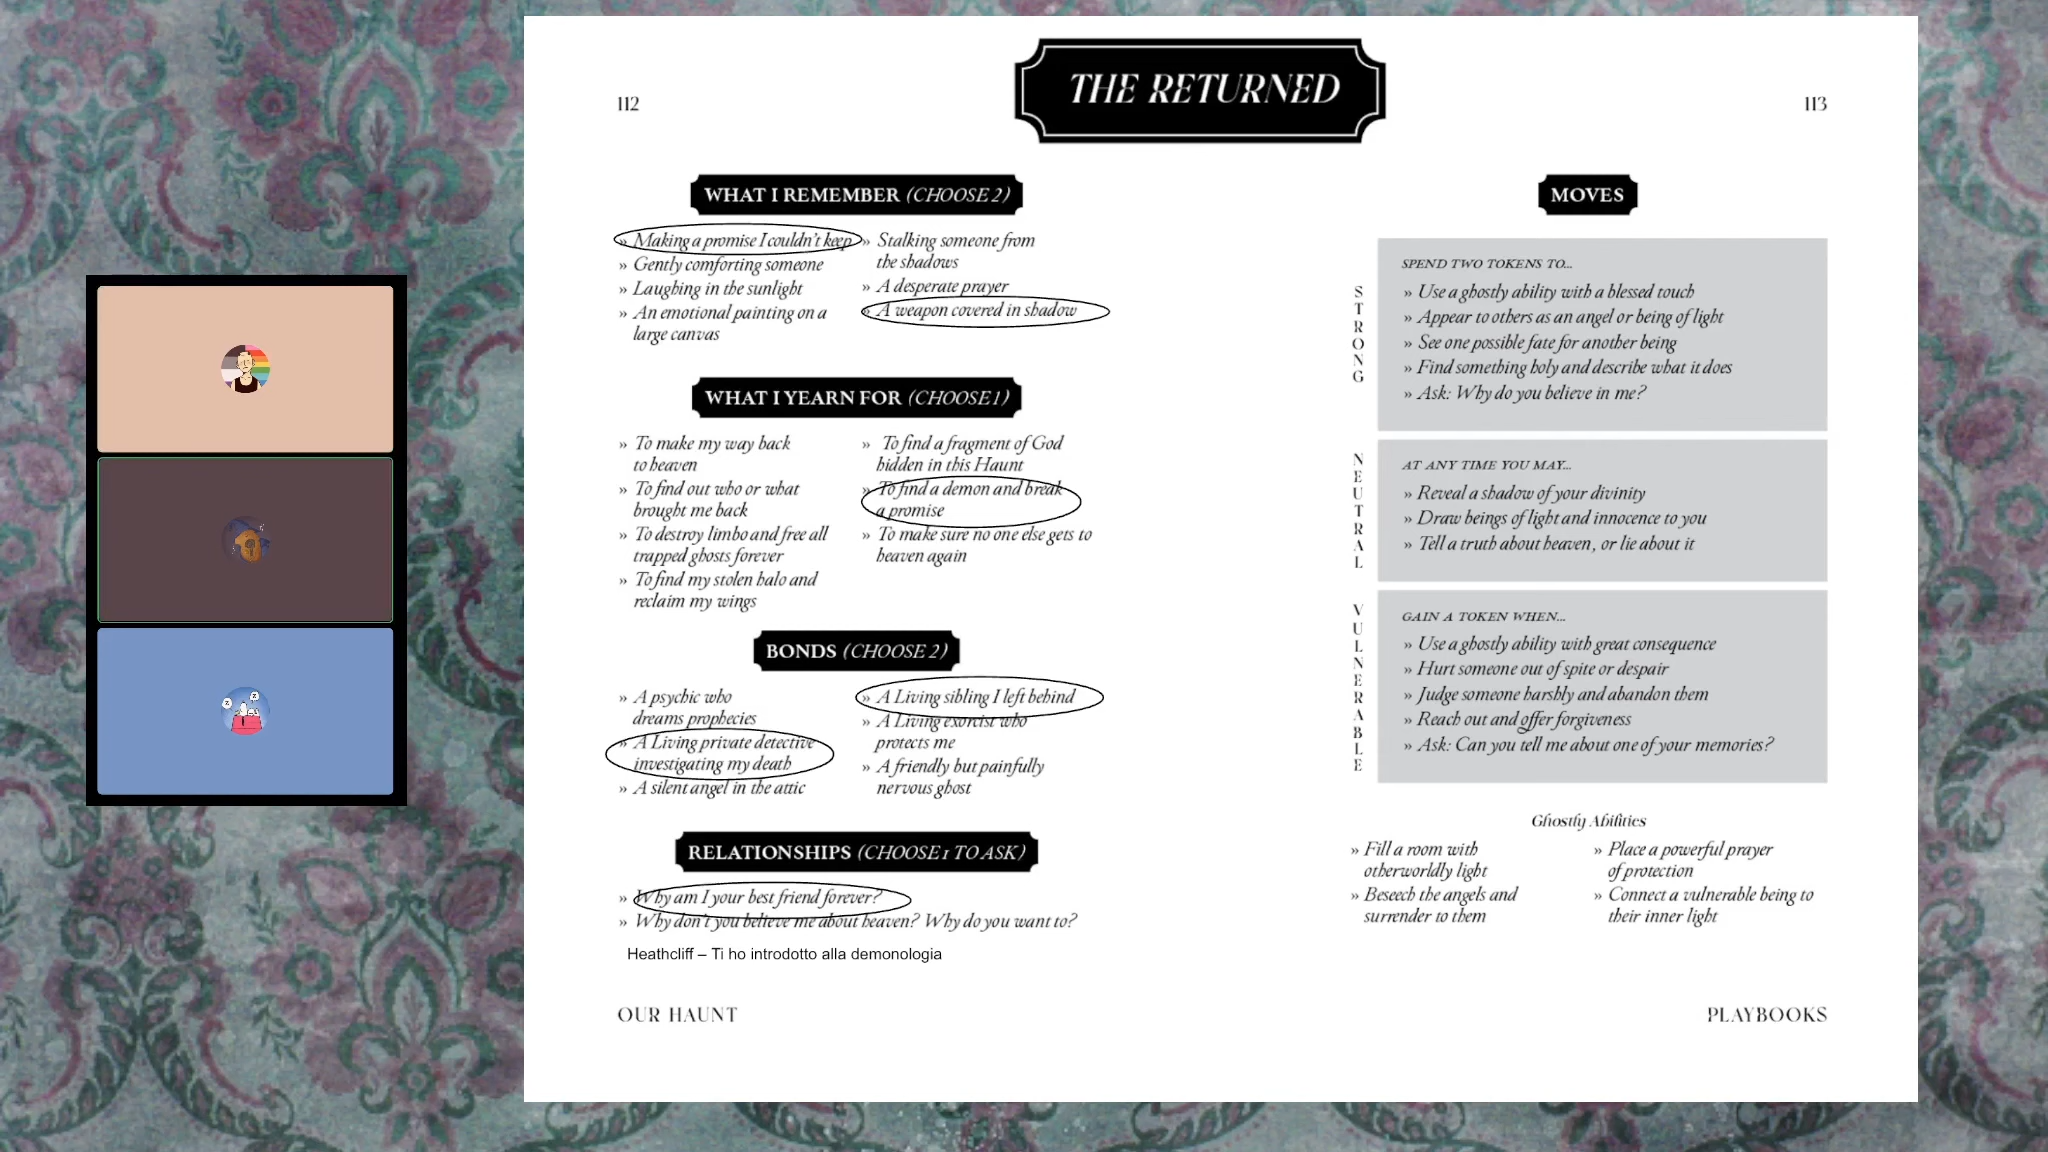 THE RETURNED
112
113
WHAT I REMEMBER (CHOOSE 2)
» Making a promise I couldn't keep
» Gently comforting someone
» Laughing in the sunlight
» An emotional painting on a
large canvas
» Stalking someone from
the shadows
» A desperate prayer
» A weapon covered in shadow
WHAT I YEARN FOR (CHOOSE 1)
» To make my way back
to heaven
» To find out who or what
brought me back
» To destroy limbo and free all
trapped ghosts forever
» To find my stolen halo and
reclaim my wings
» To find a fragment of God
hidden in this Haunt
» To find a demon and break
a promise
» To make sure no one else gets to
heaven again
BONDS (CHOOSE 2)
» A psychic who
dreams prophecies
» A Living private detective
investigating my death
» A silent angel in the attic
» A Living sibling I left behind
» A Living exorcist who
protects me
» A friendly but painfully
nervous ghost
RELATIONSHIPS (CHOOSE 1 TO ASK)
» Why am I your best friend forever?
» Why don't you believe me about heaven? Why do you want to?
Heathcliff – Ti ho introdotto alla demonologia
OUR HAUNT
MOVES
STRONG
SPEND TWO TOKENS TO...
» Use a ghostly ability with a blessed touch
» Appear to others as an angel or being of light
» See one possible fate for another being
» Find something holy and describe what it does
» Ask: Why do you believe in me?
NEUTRAL
AT ANY TIME YOU MAY...
» Reveal a shadow of your divinity
» Draw beings of light and innocence to you
» Tell a truth about heaven, or lie about it
VULNERABLE
GAIN A TOKEN WHEN...
» Use a ghostly ability with great consequence
» Hurt someone out of spite or despair
» Judge someone harshly and abandon them
» Reach out and offer forgiveness
» Ask: Can you tell me about one of your memories?
Ghostly Abilities
» Fill a room with
otherworldly light
» Beseech the angels and
surrender to them
» Place a powerful prayer
of protection
» Connect a vulnerable being to
their inner light
PLAYBOOKS